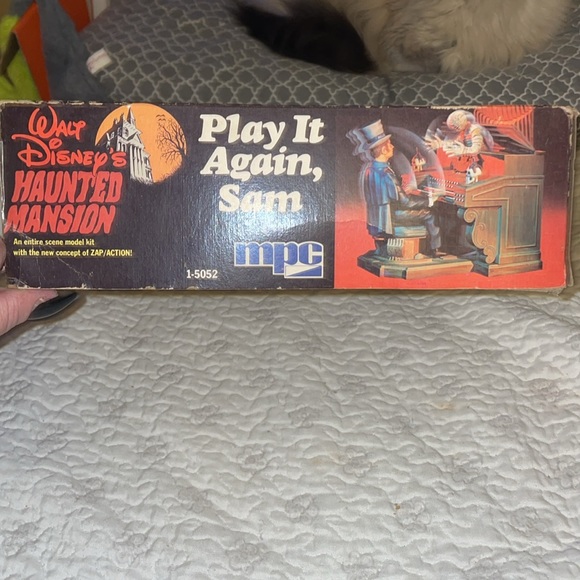 Walt
Disney's
HAUNTED
MANSION
An entire scene model kit
with the new concept of ZAP/ACTION!
Play It
Again,
Sam
mpc
1-5052